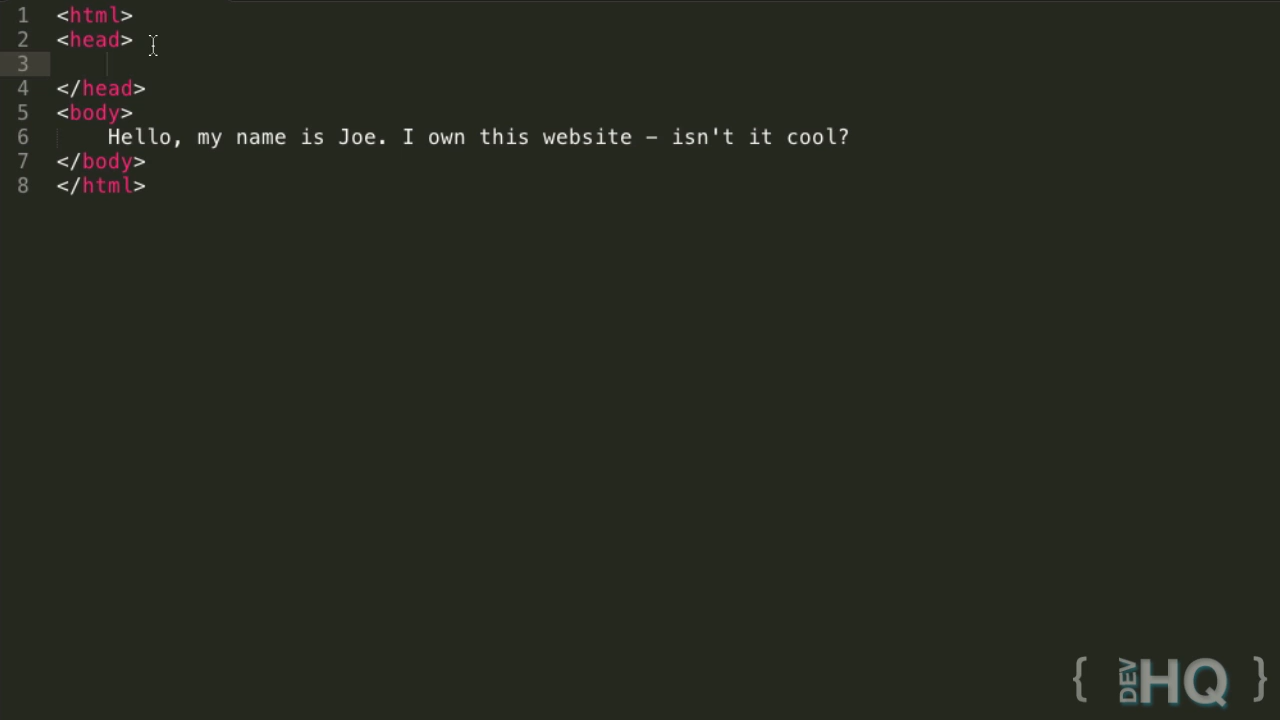 1 <html>
2 <head>
3
4 </head>
5 <body>
6 Hello, my name is Joe. I own this website - isn't it cool?
7 </body>
8 </html>
{ DEV HQ }